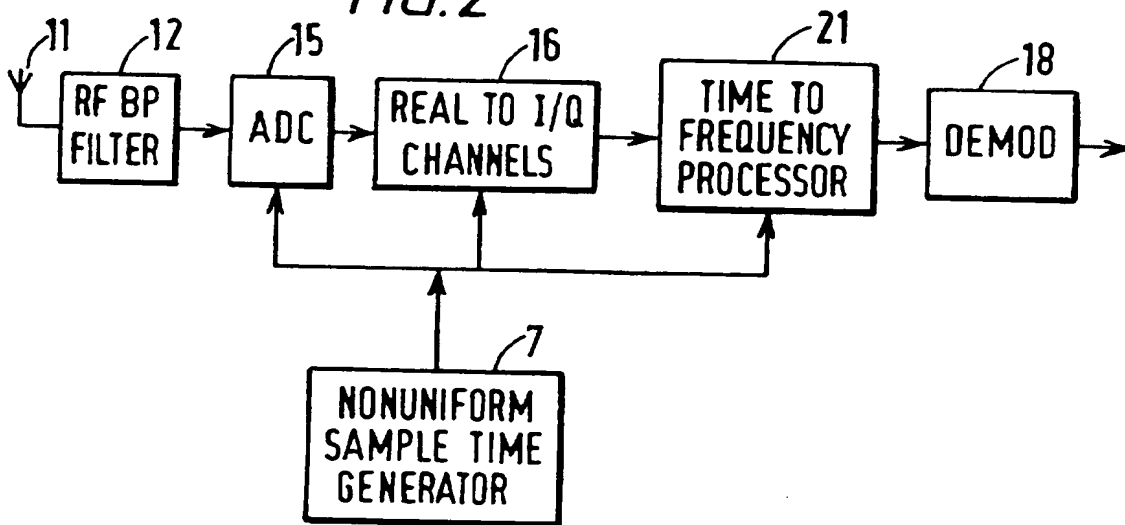 FIG. 2
11
12
15
16
21
18
RF BP
FILTER
ADC
REAL TO I/Q
CHANNELS
TIME TO
FREQUENCY
PROCESSOR
DEMOD
7
NONUNIFORM
SAMPLE TIME
GENERATOR